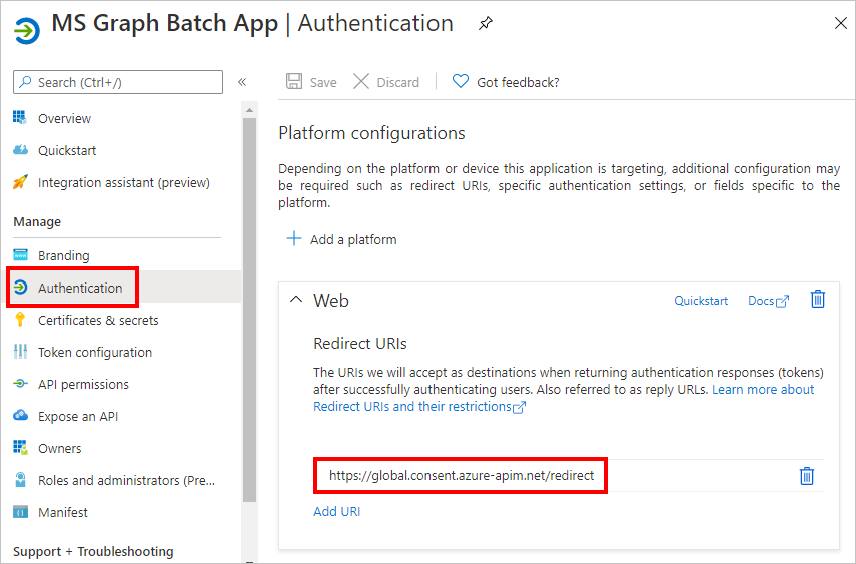 MS Graph Batch App | Authentication
Search (Ctrl+/)
«
Save
Discard
Got feedback?
Overview
Quickstart
Integration assistant (preview)
Manage
Branding
Authentication
Certificates & secrets
Token configuration
API permissions
Expose an API
Owners
Roles and administrators (Pre...
Manifest
Support + Troubleshooting
Platform configurations
Depending on the platform or device this application is targeting, additional configuration may
be required such as redirect URIs, specific authentication settings, or fields specific to the
platform.
Add a platform
Web
Quickstart
Docs
Redirect URIs
The URIs we will accept as destinations when returning authentication responses (tokens)
after successfully authenticating users. Also referred to as reply URLs. Learn more about
Redirect URIs and their restrictions
https://global.consent.azure-apim.net/redirect
Add URI